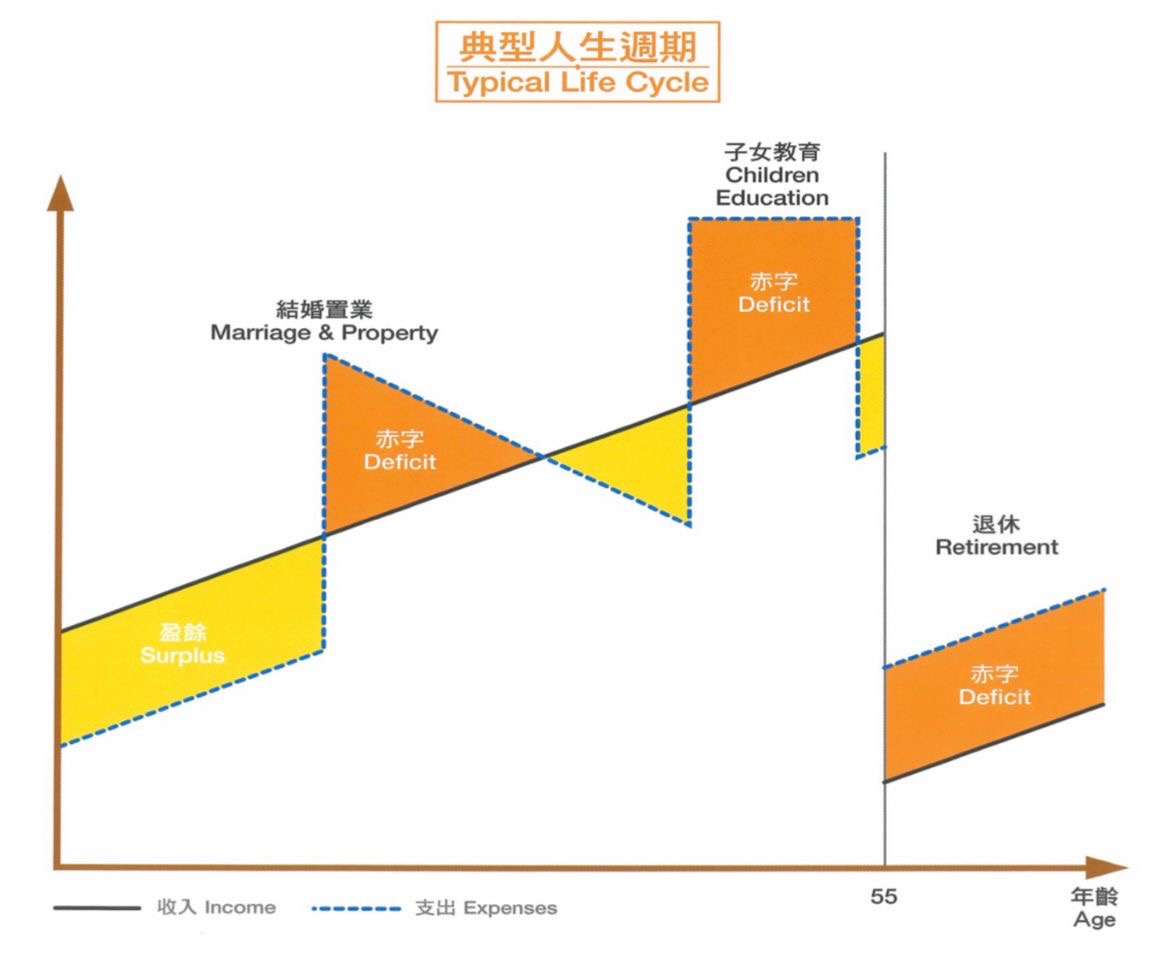 典型人生週期
Typical Life Cycle
子女教育
Children
Education
赤字
Deficit
結婚置業
Marriage & Property
赤字
Deficit
盈餘
Surplus
退休
Retirement
赤字
Deficit
55
年齡
Age
收入 Income
支出 Expenses